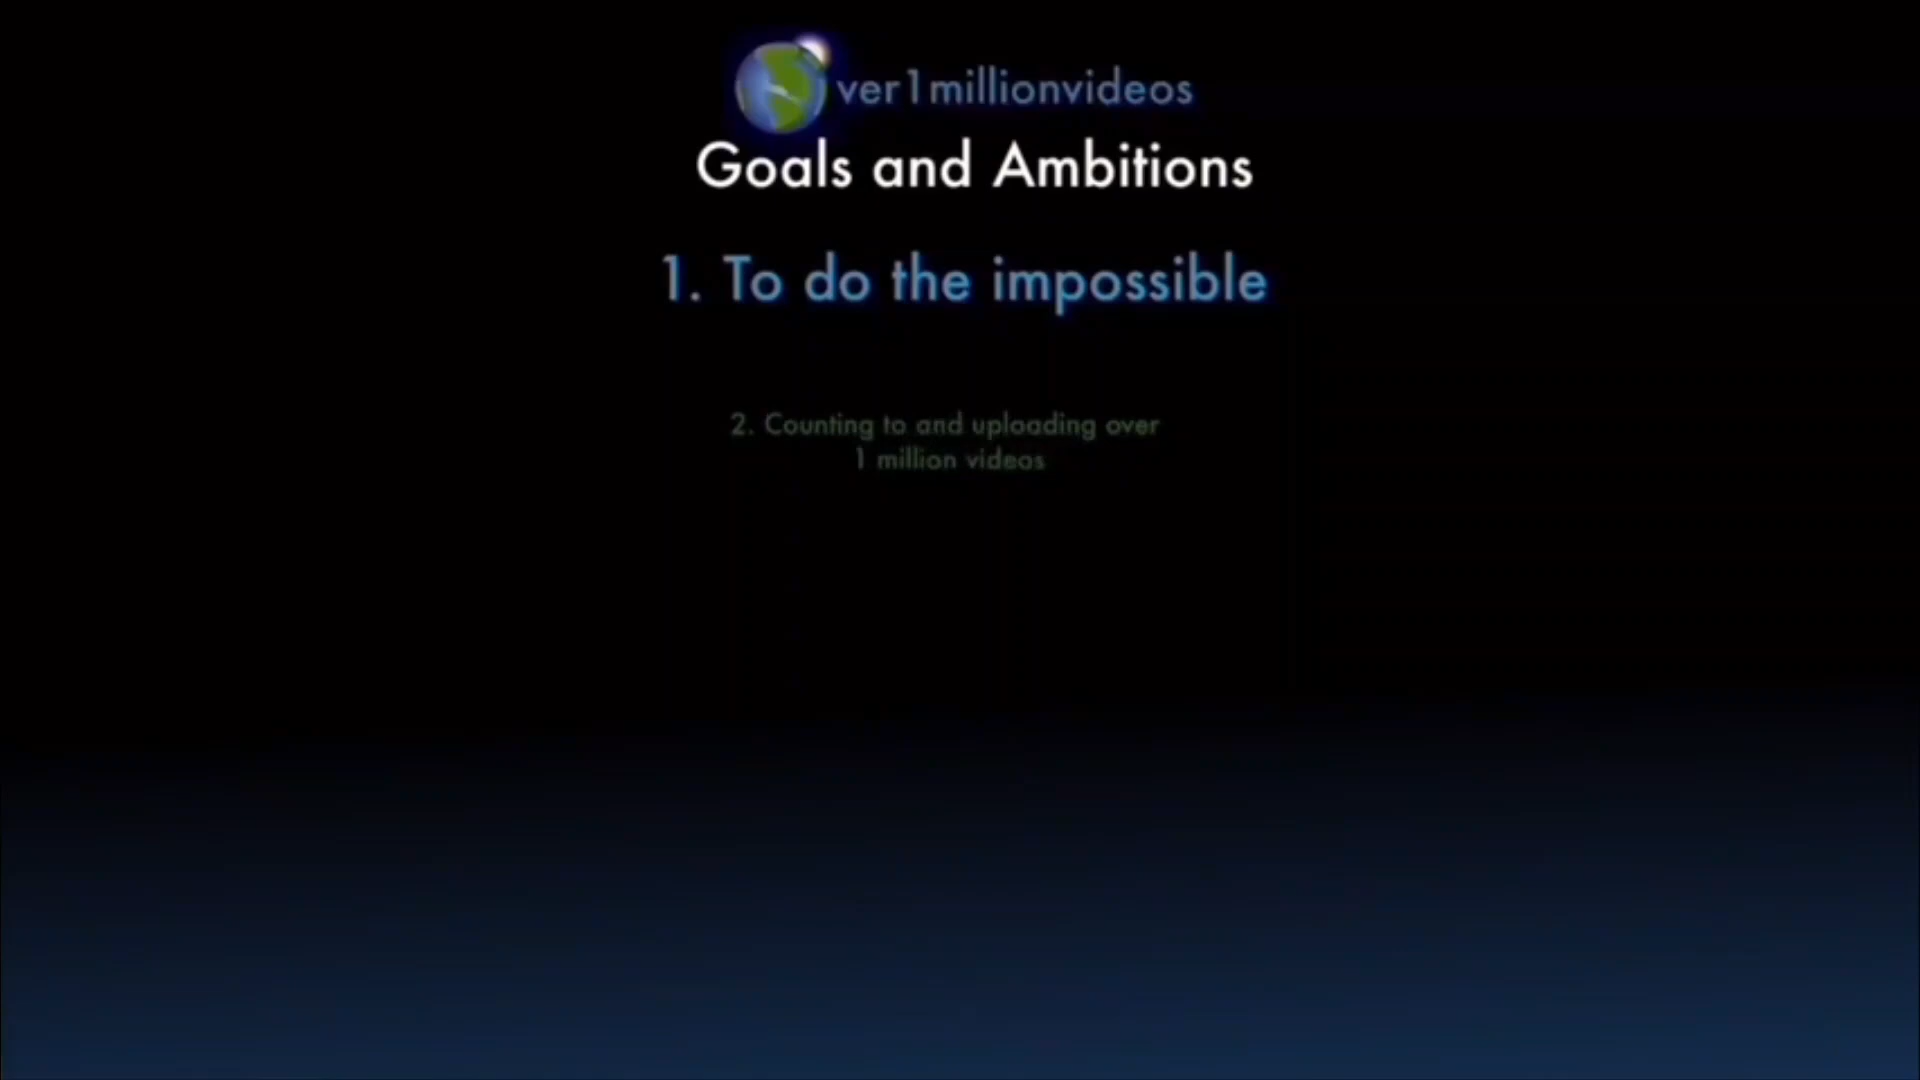 ver1millionvideos
Goals and Ambitions
1. To do the impossible
2. Counting to and uploading over
1 million videos